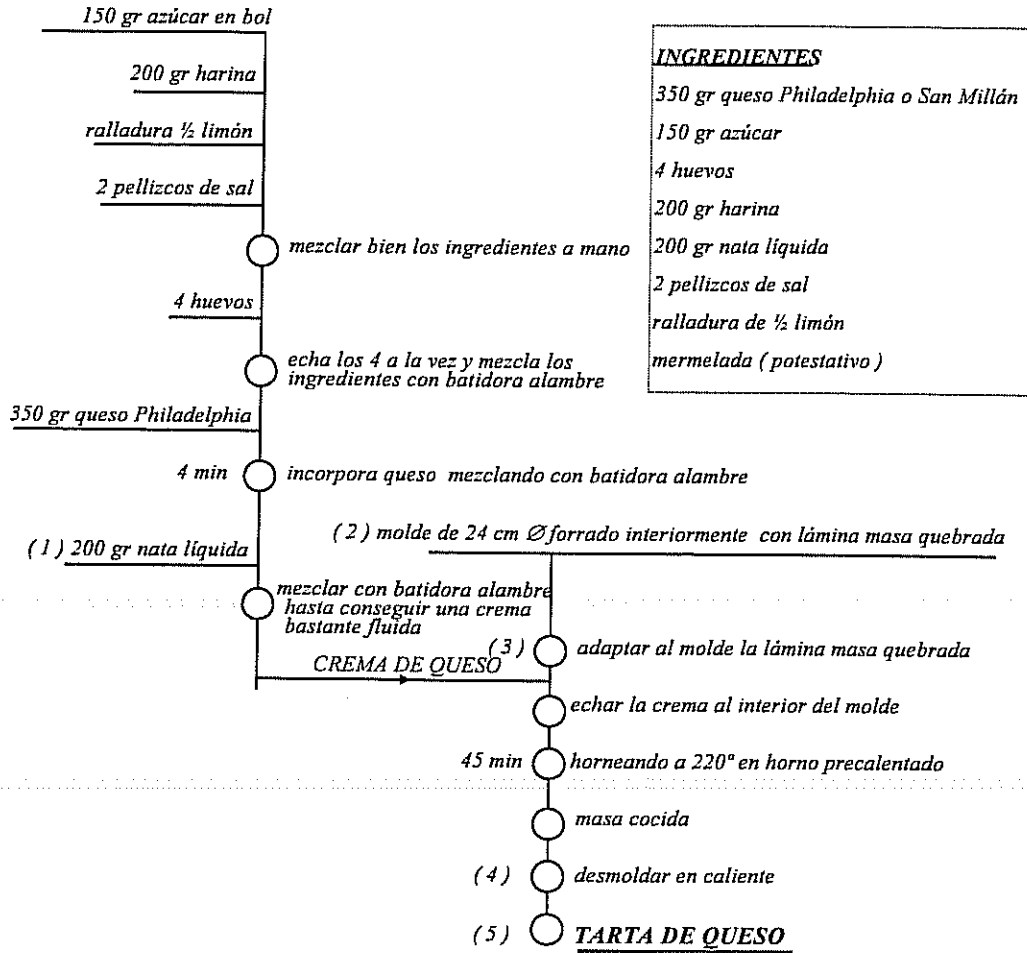 150 gr azúcar en bol
200 gr harina
ralladura ½ limón
2 pellizcos de sal
mezclar bien los ingredientes a mano
4 huevos
echa los 4 a la vez y mezcla los
ingredientes con batidora alambre
350 gr queso Philadelphia
4 min incorpora queso mezclando con batidora alambre
( 1 ) 200 gr nata líquida
mezclar con batidora alambre
hasta conseguir una crema
bastante fluida
CREMA DE QUESO
INGREDIENTES
350 gr queso Philadelphia o San Millán
150 gr azúcar
4 huevos
200 gr harina
200 gr nata líquida
2 pellizcos de sal
ralladura de ½ limón
mermelada ( potestativo )
( 2 ) molde de 24 cm Ø forrado interiormente con lámina masa quebrada
( 3 ) adaptar al molde la lámina masa quebrada
echar la crema al interior del molde
45 min horneando a 220ª en horno precalentado
masa cocida
( 4 ) desmoldar en caliente
( 5 ) TARTA DE QUESO